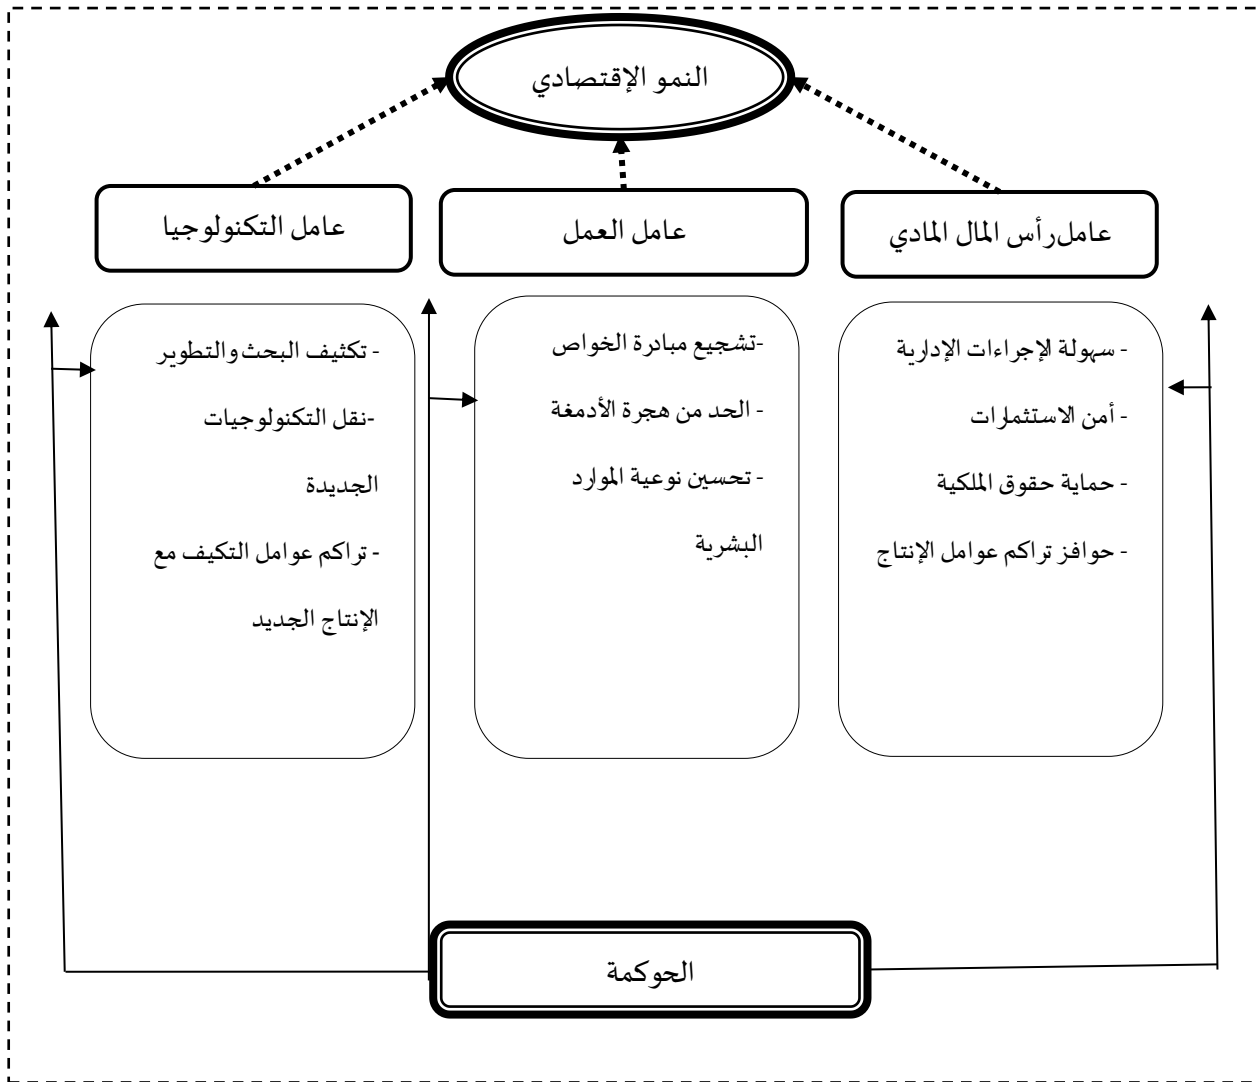 النمو الإقتصادي
عامل رأس المال المادي
عامل العمل
عامل التكنولوجيا
- سهولة الإجراءات الإدارية
- أمن الاستثمارات
- حماية حقوق الملكية
- حوافز تراكم عوامل الإنتاج
-تشجيع مبادرة الخواص
- الحد من هجرة الأدمغة
- تحسين نوعية الموارد
البشرية
- تكثيف البحث والتطوير
-نقل التكنولوجيات
الجديدة
- تراكم عوامل التكيف مع
الإنتاج الجديد
الحوكمة